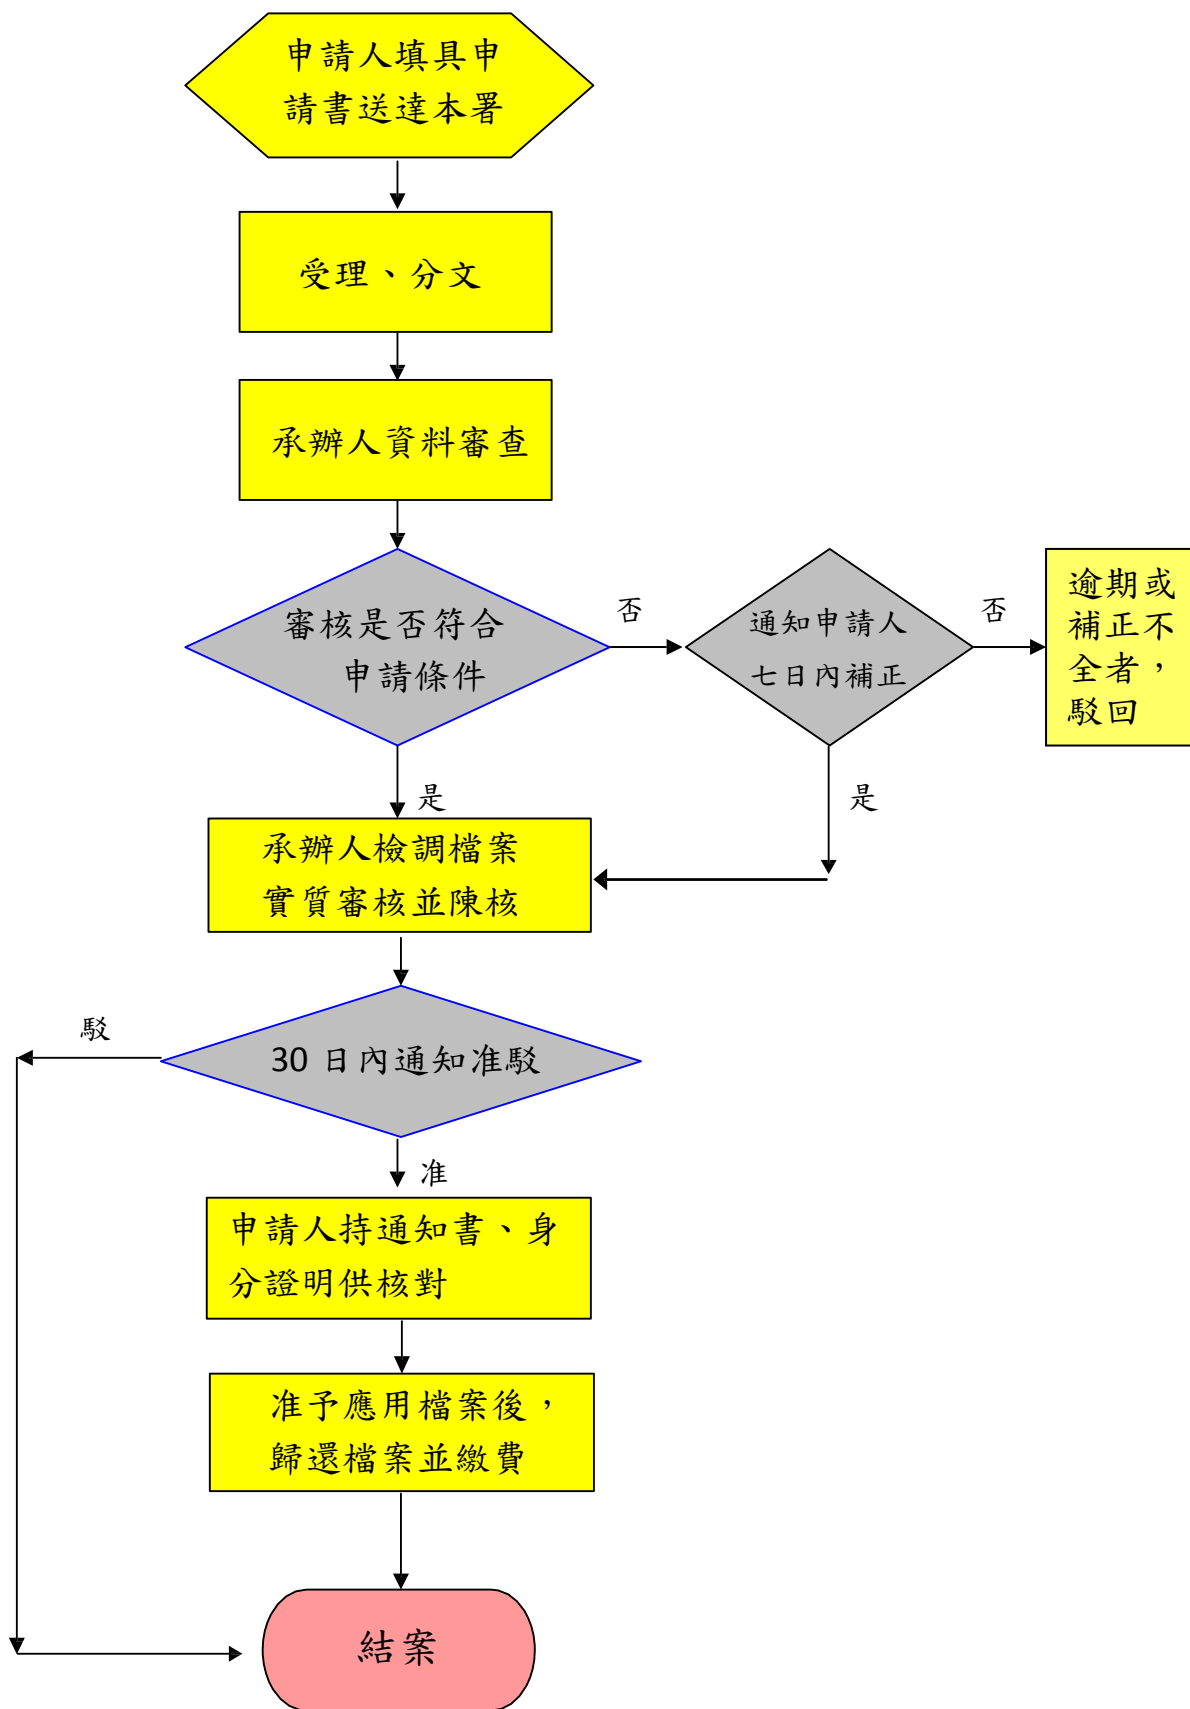 申請人填具申
請書送達本署
受理、分文
承辦人資料審查
審核是否符合
申請條件
否
通知申請人
七日內補正
否
逾期或
補正不
全者，
駁回
是
是
承辦人檢調檔案
實質審核並陳核
駁
30 日內通知准駁
准
申請人持通知書、身
分證明供核對
准予應用檔案後，
歸還檔案並繳費
結案